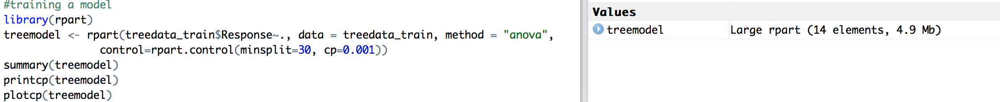 #training a model
library(rpart)
treemodel <- rpart(treedata_train$Response~., data = treedata_train, method = "anova",
control=rpart.control(minsplit=30, cp=0.001))
summary(treemodel)
printcp(treemodel)
plotcp(treemodel)
Values
treemodel Large rpart (14 elements, 4.9 Mb)